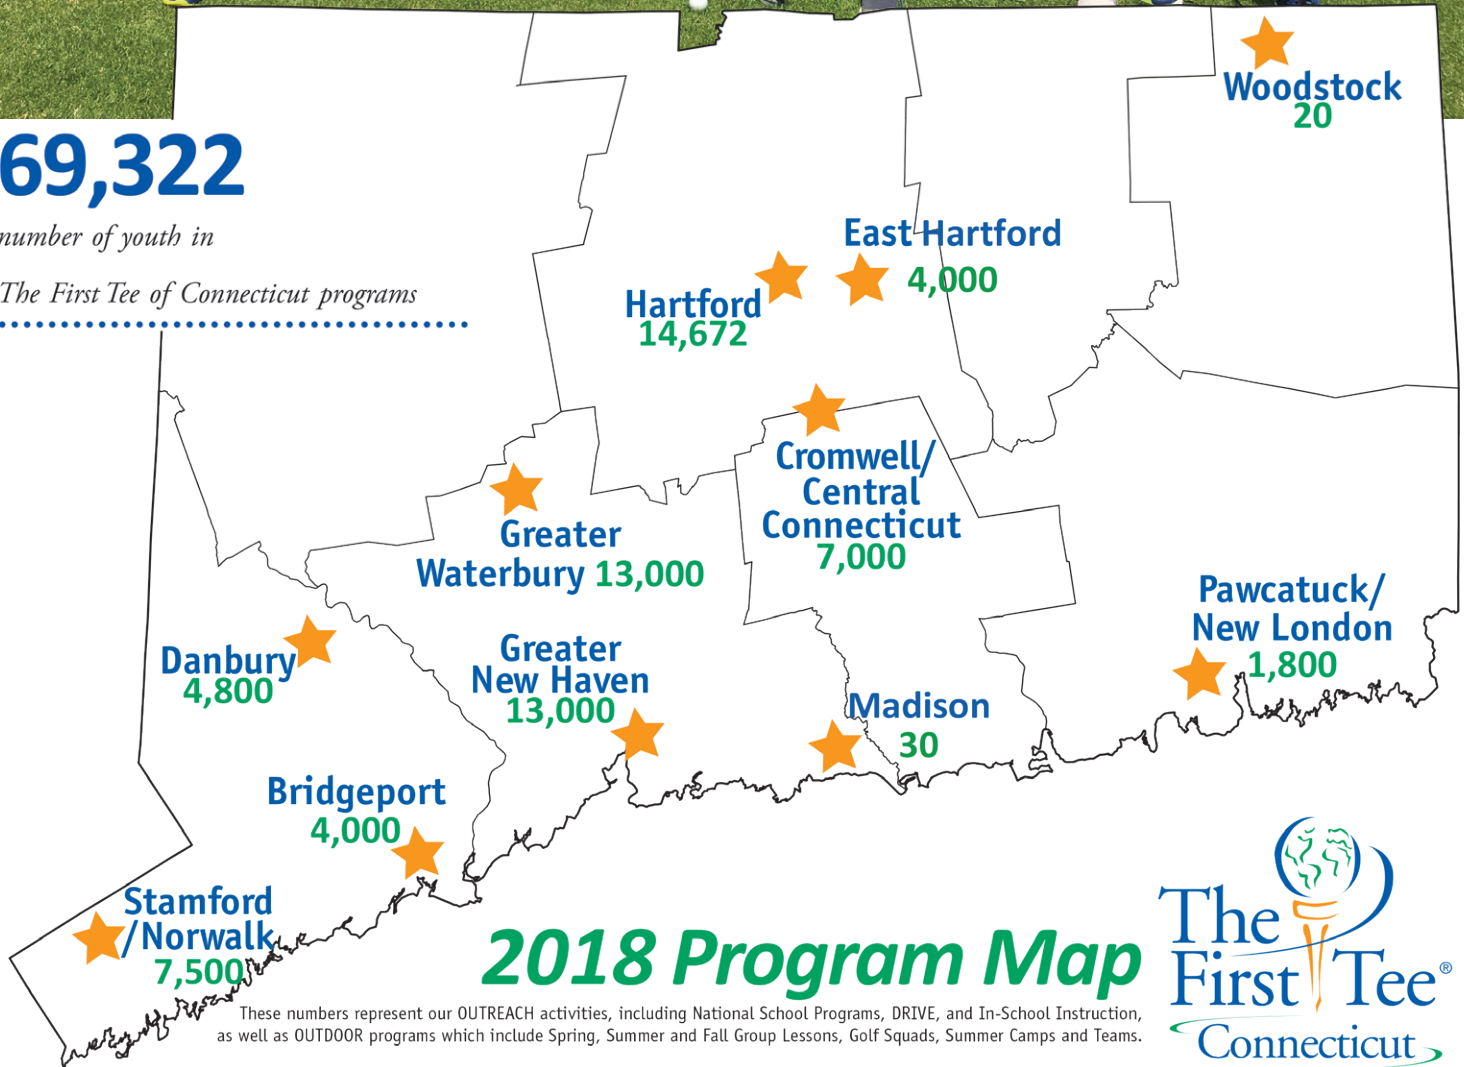 Woodstock
20
69,322
number of youth in
The First Tee of Connecticut programs
East Hartford
4,000
Hartford
14,672
Cromwell/
Central
Connecticut
7,000
Greater
Waterbury 13,000
Pawcatuck/
New London
1,800
Danbury
4,800
Greater
New Haven
13,000
Madison
30
Bridgeport
4,000
Stamford
/Norwalk
7,500
2018 Program Map
These numbers represent our OUTREACH activities, including National School Programs, DRIVE, and In-School Instruction,
as well as OUTDOOR programs which include Spring, Summer and Fall Group Lessons, Golf Squads, Summer Camps and Teams.
The
First Tee®
Connecticut